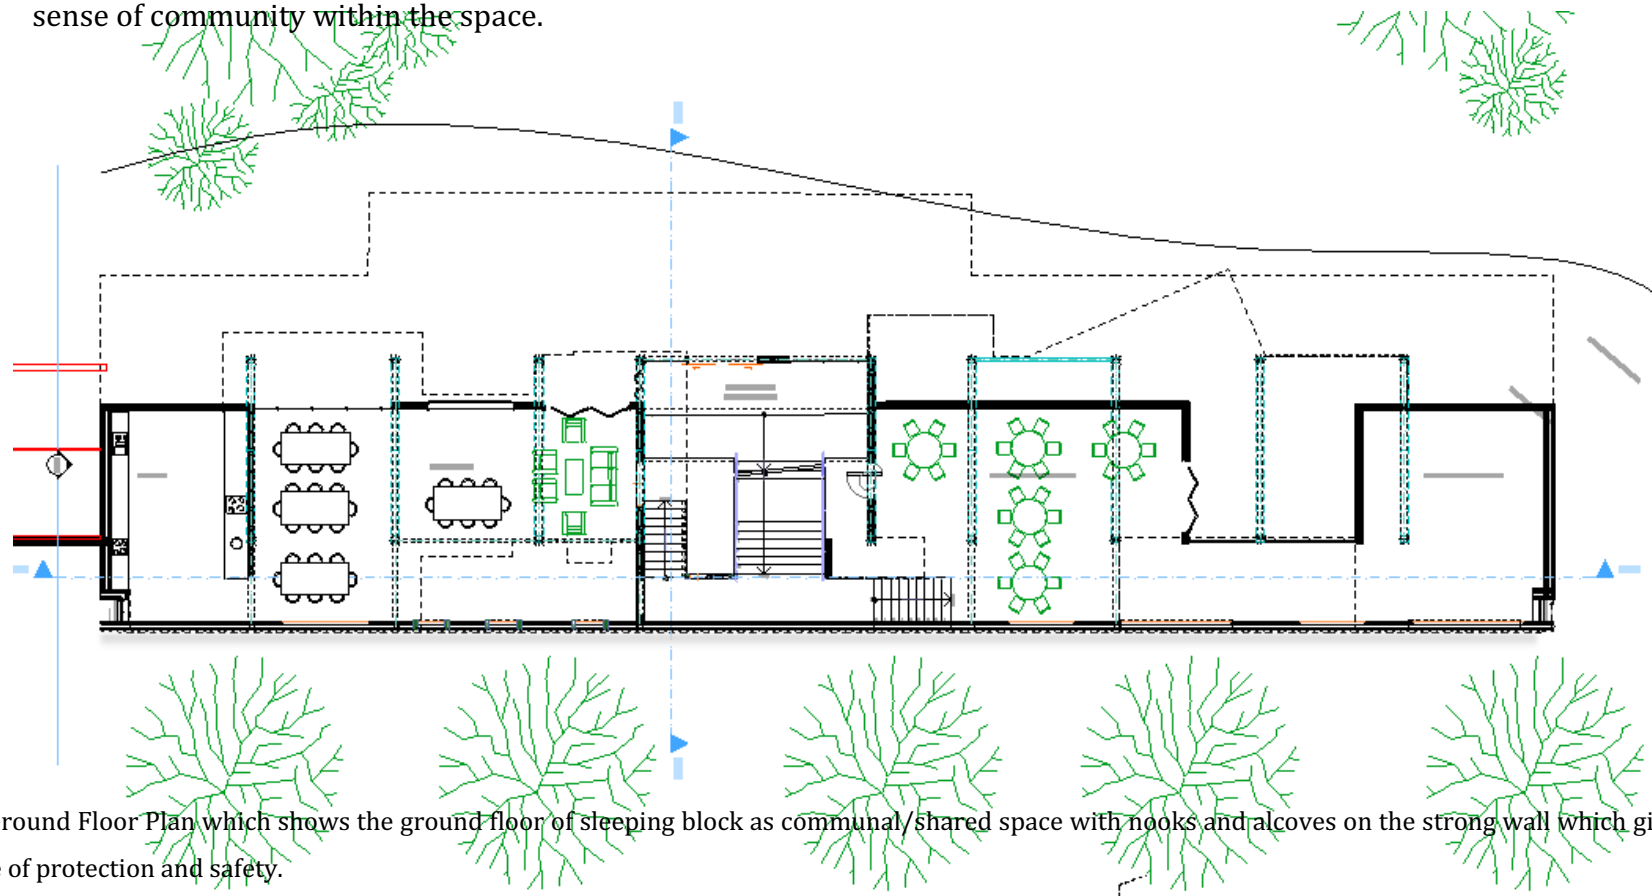 sense of community within the space.
round Floor Plan which shows the ground floor of sleeping block as communal/shared space with nooks and alcoves on the strong wall which gi
of protection and safety.